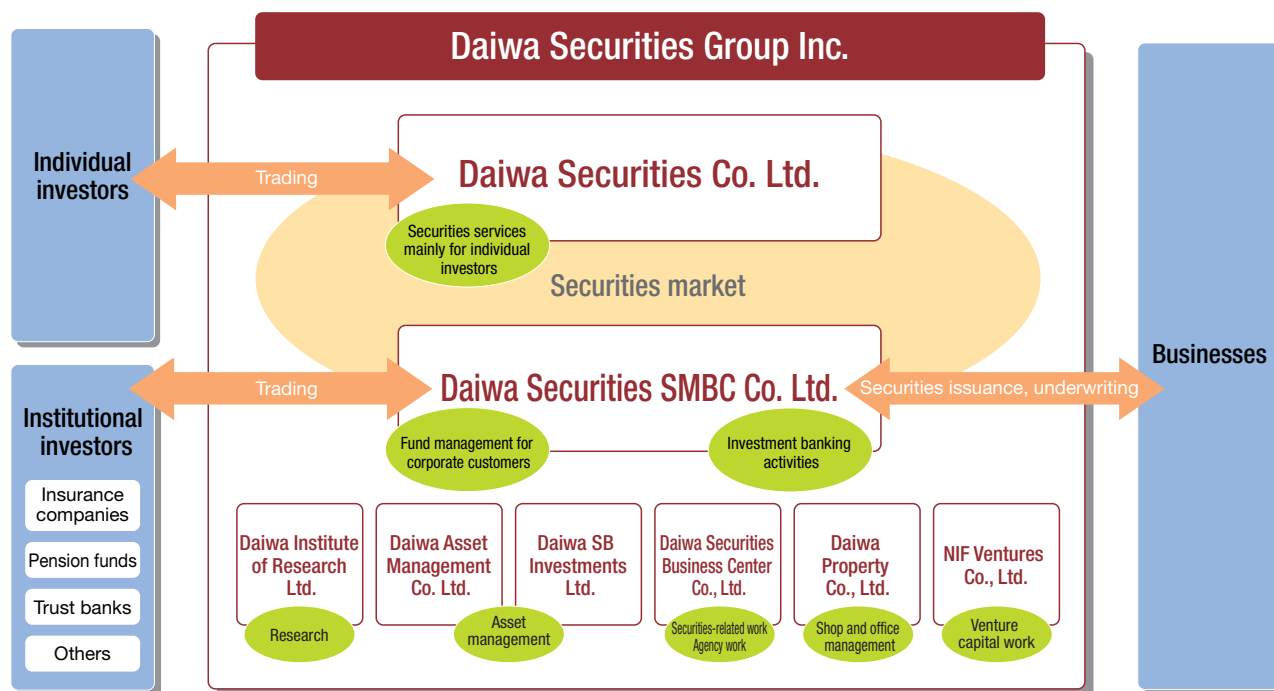 Daiwa Securities Group Inc.
Individual
investors
Trading
Daiwa Securities Co. Ltd.
Securities services
mainly for individual
investors
Securities market
Businesses
Institutional
investors
Insurance
companies
Pension funds
Trust banks
Others
Trading
Daiwa Securities SMBC Co. Ltd.
Securities issuance, underwriting
Fund management for
corporate customers
Investment banking
activities
Daiwa Institute
of Research
Ltd.
Research
Daiwa Asset
Management
Co. Ltd.
Daiwa SB
Investments
Ltd.
Asset
management
Daiwa Securities
Business Center
Co., Ltd.
Securities-related work
Agency work
Daiwa
Property
Co., Ltd.
Shop and office
management
NIF Ventures
Co., Ltd.
Venture
capital work